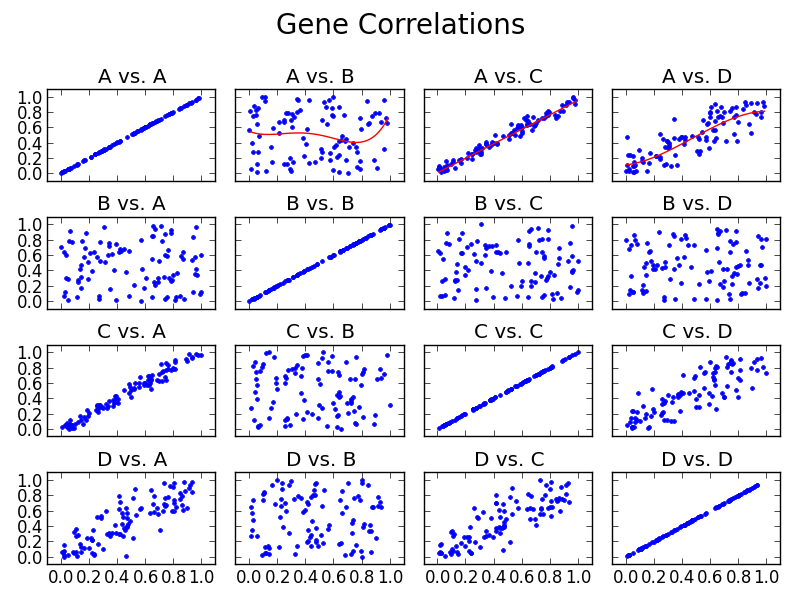 Gene Correlations
A vs. A
A vs. B
A vs. C
A vs. D
1.0
0.8
0.6
0.4
0.2
0.0
B vs. A
B vs. B
B vs. C
B vs. D
1.0
0.8
0.6
0.4
0.2
0.0
C vs. A
C vs. B
C vs. C
C vs. D
1.0
0.8
0.6
0.4
0.2
0.0
D vs. A
D vs. B
D vs. C
D vs. D
1.0
0.8
0.6
0.4
0.2
0.0
0.0 0.2 0.4 0.6 0.8 1.0
0.0 0.2 0.4 0.6 0.8 1.0
0.0 0.2 0.4 0.6 0.8 1.0
0.0 0.2 0.4 0.6 0.8 1.0